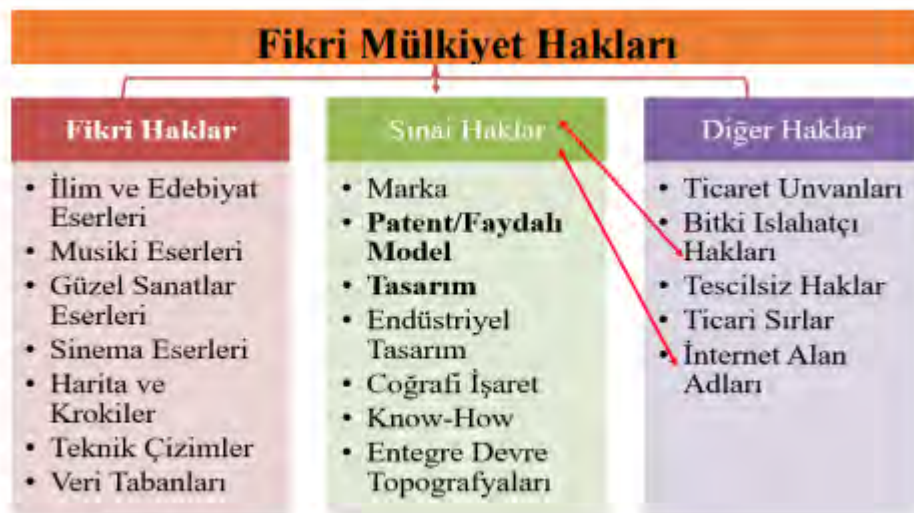 Fikri Mülkiyet Hakları
Fikri Haklar
• İlim ve Edebiyat
Eserleri
• Musiki Eserleri
• Güzel Sanatlar
Eserleri
• Sinema Eserleri
• Harita ve
Krokiler
• Teknik Çizimler
• Veri Tabanları
Sınai Haklar
• Marka
• Patent/Faydalı
Model
• Tasarım
• Endüstriyel
Tasarım
• Coğrafi İşaret
• Know-How
• Entegre Devre
Topografyaları
Diğer Haklar
• Ticaret Unvanları
• Bitki Islahatçı
Hakları
• Tescilsiz Haklar
• Ticari Sırlar
• İnternet Alan
Adları